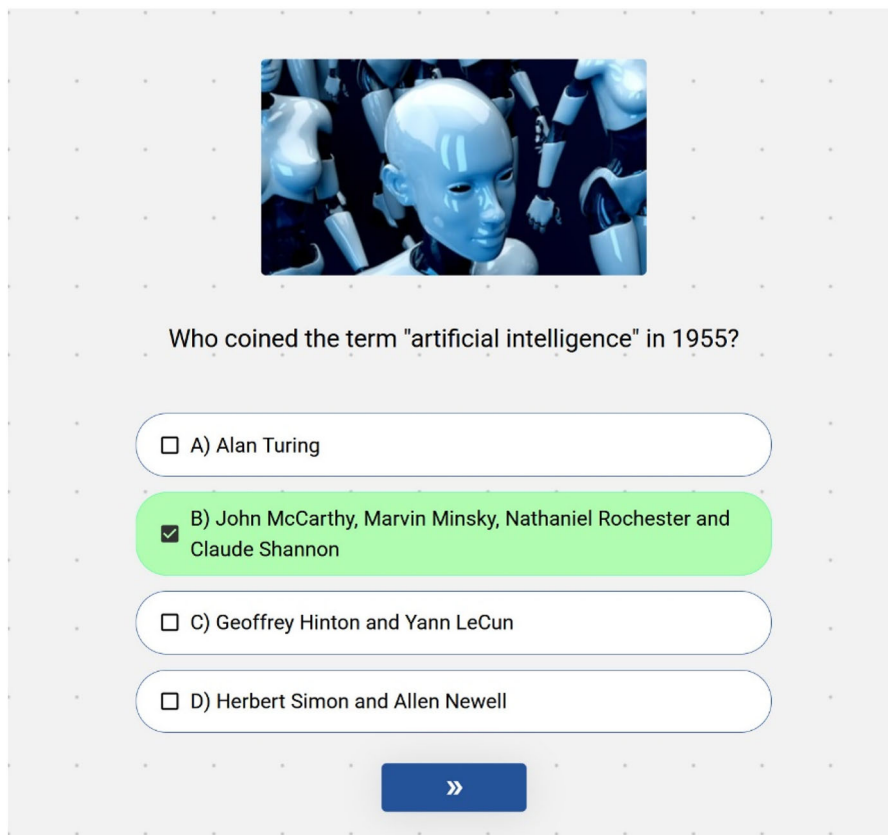 Who coined the term "artificial intelligence" in 1955?
A) Alan Turing
B) John McCarthy, Marvin Minsky, Nathaniel Rochester and
Claude Shannon
C) Geoffrey Hinton and Yann LeCun
D) Herbert Simon and Allen Newell
»